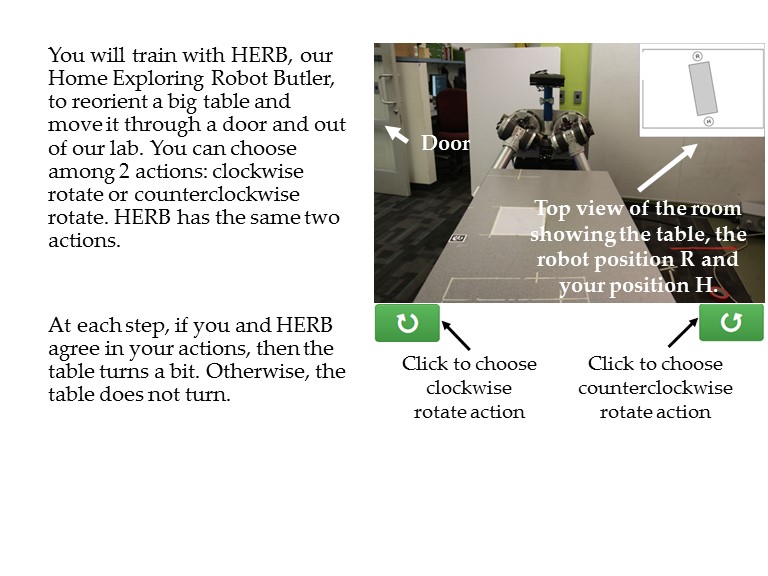 You will train with HERB, our
Home Exploring Robot Butler,
to reorient a big table and
move it through a door and out
of our lab. You can choose
among 2 actions: clockwise
rotate or counterclockwise
rotate. HERB has the same two
actions.
At each step, if you and HERB
agree in your actions, then the
table turns a bit. Otherwise, the
table does not turn.
Door
R
H
Top view of the room
showing the table, the
robot position R and
your position H.
Click to choose
clockwise
rotate action
Click to choose
counterclockwise
rotate action